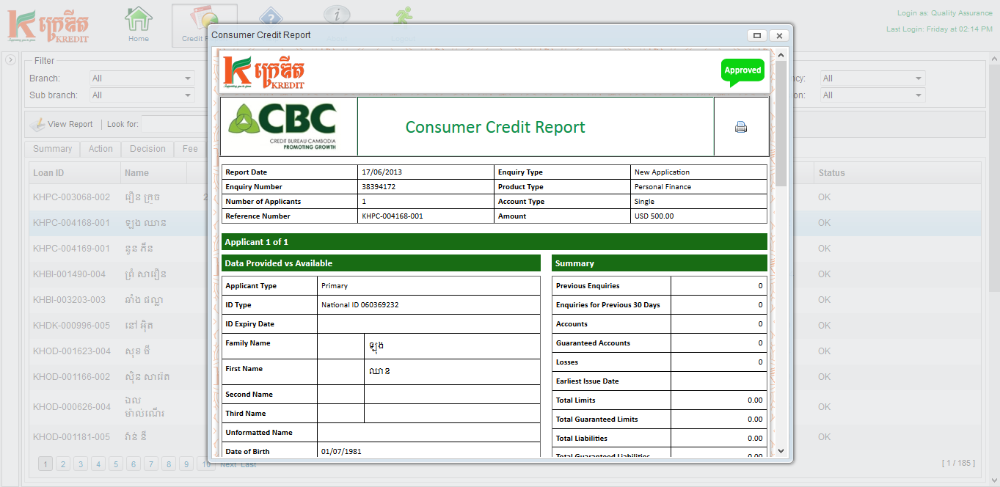 ក្រេឌីត
KREDIT
Home
Credit
Login as: Quality Assurance
Last Login: Friday at 02:14 PM
Consumer Credit Report
Filter
Branch: All
Sub branch: All
All
All
View Report Look for:
Summary Action Decision Fee
Loan ID Name Status
KHPC-003068-002 រឿន ក្រូច 2 OK
KHPC-004168-001 ឡុង ឈាន OK
KHPC-004169-001 នួន ភឺន OK
KHBI-001490-004 ព្រំ សារឿន OK
KHBI-003203-003 ឆាំង ផល្លា OK
KHDK-000996-005 នៅ អ៊ិត OK
KHOD-001623-004 សុខ មី OK
KHOD-001166-002 ស៊ិន សារ៉េត OK
KHOD-000626-004 ឯល ម៉ាល់ណើរ OK
KHOD-001181-005 វ៉ាន់ នី OK
1 2 3 4 5 6 7 8 9 10 Next Last
[ 1 / 185 ]
ក្រេឌីត
KREDIT
Approved
CBC
CREDIT BUREAU CAMBODIA
PROMOTING GROWTH
Consumer Credit Report
Report Date 17/06/2013 Enquiry Type New Application
Enquiry Number 38394172 Product Type Personal Finance
Number of Applicants 1 Account Type Single
Reference Number KHPC-004168-001 Amount USD 500.00
Applicant 1 of 1
Data Provided vs Available
Applicant Type Primary
ID Type National ID 060369232
ID Expiry Date
Family Name ឡុង
First Name ឈាន
Second Name
Third Name
Unformatted Name
Date of Birth 01/07/1981
Summary
Previous Enquiries 0
Enquiries for Previous 30 Days 0
Accounts 0
Guaranteed Accounts 0
Losses 0
Earliest Issue Date
Total Limits 0.00
Total Guaranteed Limits 0.00
Total Liabilities 0.00
Total Guaranteed Liabilities 0.00